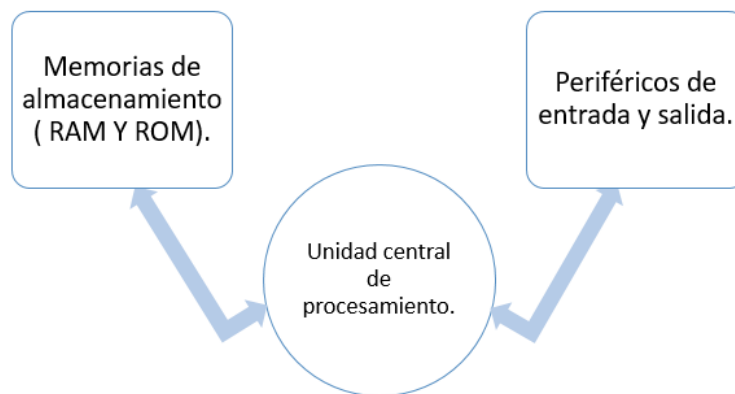 Memorias de
almacenamiento
( RAM Y ROM).
Periféricos de
entrada y salida.
Unidad central
de
procesamiento.